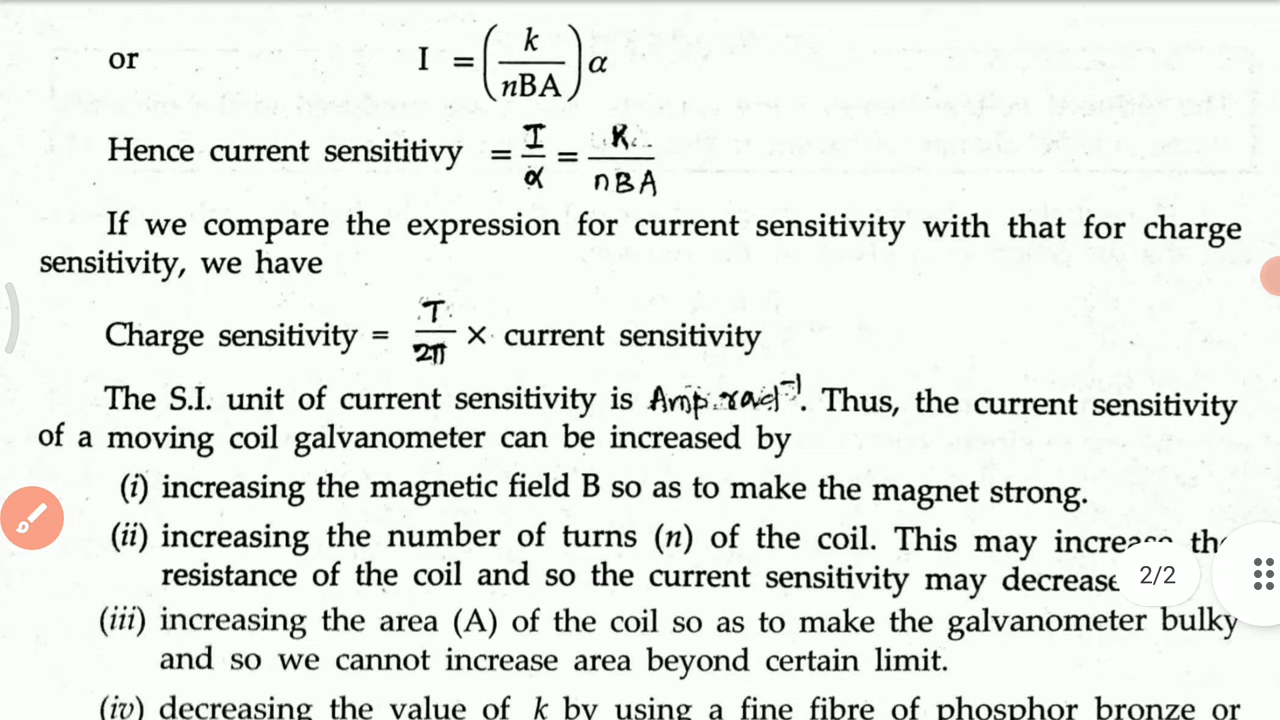 or I = (k/nBA) α
Hence current sensititivy = I/α = K/nBA
If we compare the expression for current sensitivity with that for charge
sensitivity, we have
Charge sensitivity = T/2π × current sensitivity
The S.I. unit of current sensitivity is Amp rad⁻¹. Thus, the current sensitivity
of a moving coil galvanometer can be increased by
(i) increasing the magnetic field B so as to make the magnet strong.
(ii) increasing the number of turns (n) of the coil. This may increase the
resistance of the coil and so the current sensitivity may decrease
2/2
(iii) increasing the area (A) of the coil so as to make the galvanometer bulky
and so we cannot increase area beyond certain limit.
(iv) decreasing the value of k by using a fine fibre of phosphor bronze or